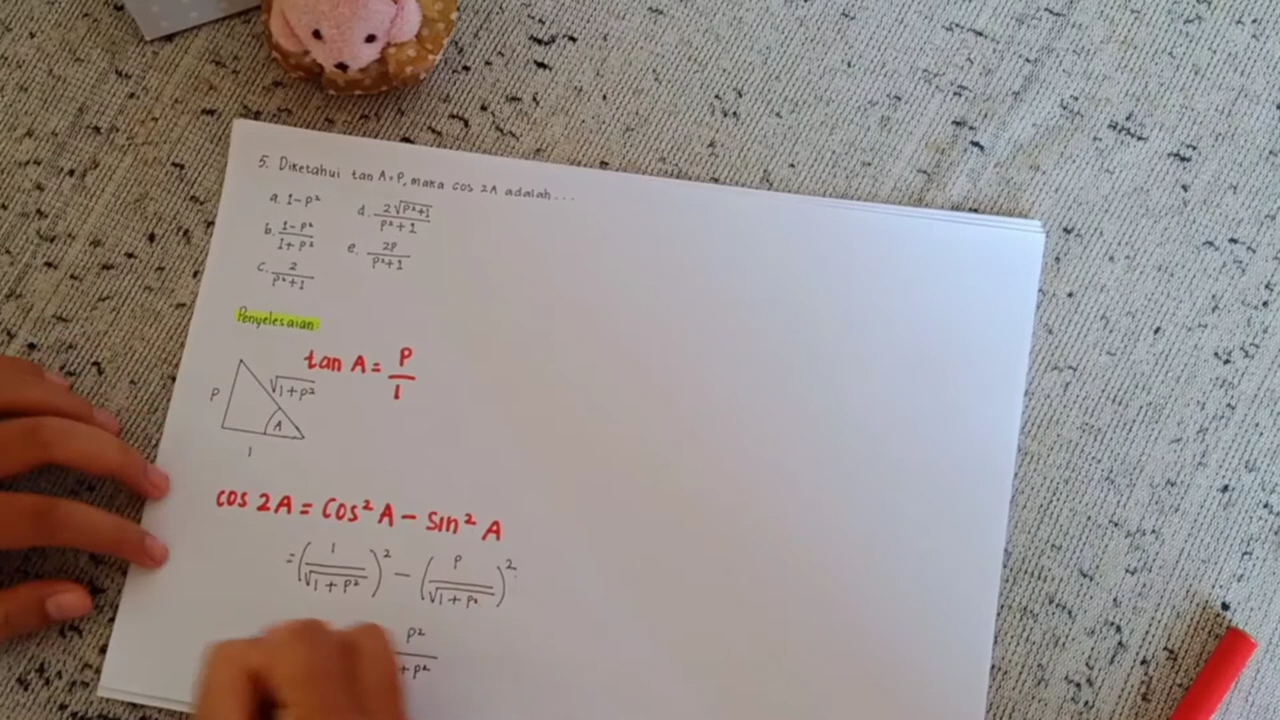 5. Diketahui tan A=P, maka cos 2A adalah...
a. 1-p²
d. 2√(p²+1) / p²+1
b. 1-p² / 1+p²
e. 2p / p²+1
c. 2 / p²+1
Penyelesaian:
tan A = P/1
√(1+p²)
P
A
1
cos 2A = Cos² A - sin² A
= (1/√(1+p²))² - (P/√(1+p²))²
p²
+p²